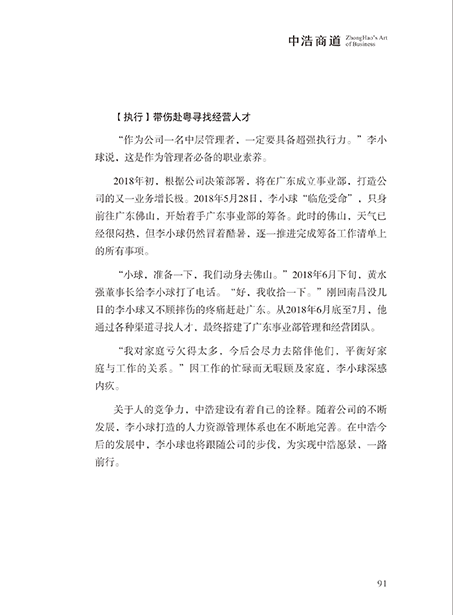 中浩商道 ZhongHao's Art
of Business
【执行】带伤赴粤寻找经营人才
“作为公司一名中层管理者，一定要具备超强执行力。”李小
球说，这是作为管理者必备的职业素养。
2018年初，根据公司决策部署，将在广东成立事业部，打造公
司的又一业务增长极。2018年5月28日，李小球“临危受命”，只身
前往广东佛山，开始着手广东事业部的筹备。此时的佛山，天气已
经很闷热，但李小球仍然冒着酷暑，逐一推进完成筹备工作清单上
的所有事项。
“小球，准备一下，我们动身去佛山。”2018年6月下旬，黄水
强董事长给李小球打了电话。“好，我收拾一下。”刚回南昌没几
日的李小球又不顾摔伤的疼痛赶赴广东。从2018年6月底至7月，他
通过各种渠道寻找人才，最终搭建了广东事业部管理和经营团队。
“我对家庭亏欠得太多，今后会尽力去陪伴他们，平衡好家
庭与工作的关系。”因工作的忙碌而无暇顾及家庭，李小球深感
内疚。
关于人的竞争力，中浩建设有着自己的诠释。随着公司的不断
发展，李小球打造的人力资源管理体系也在不断地完善。在中浩今
后的发展中，李小球也将跟随公司的步伐，为实现中浩愿景，一路
前行。
91